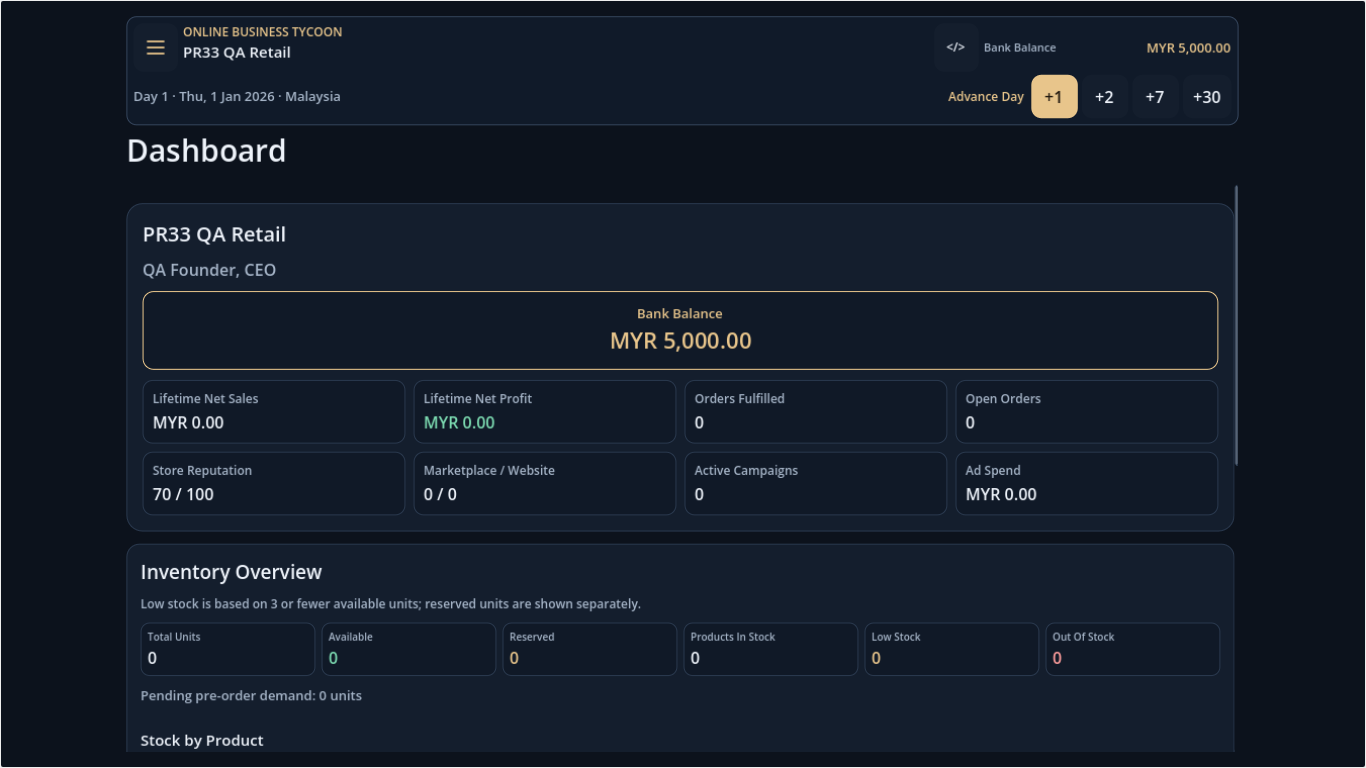 ONLINE BUSINESS TYCOON
PR33 QA Retail
</> Bank Balance MYR 5,000.00
Day 1 · Thu, 1 Jan 2026 · Malaysia
Advance Day +1 +2 +7 +30
Dashboard
PR33 QA Retail
QA Founder, CEO
Bank Balance
MYR 5,000.00
Lifetime Net Sales
MYR 0.00
Lifetime Net Profit
MYR 0.00
Orders Fulfilled
0
Open Orders
0
Store Reputation
70 / 100
Marketplace / Website
0 / 0
Active Campaigns
0
Ad Spend
MYR 0.00
Inventory Overview
Low stock is based on 3 or fewer available units; reserved units are shown separately.
Total Units
0
Available
0
Reserved
0
Products In Stock
0
Low Stock
0
Out Of Stock
0
Pending pre-order demand: 0 units
Stock by Product